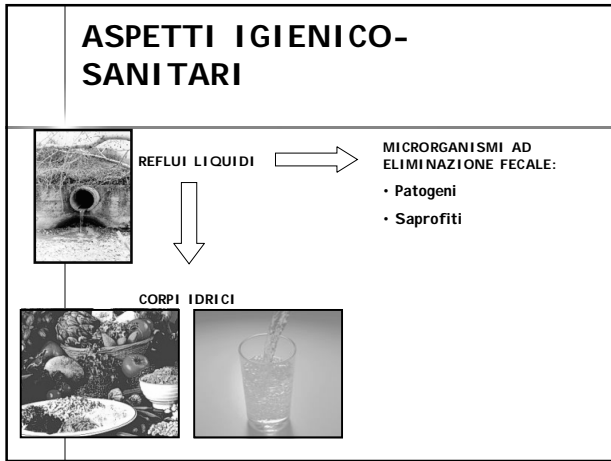 ASPETTI IGIENICO-
SANITARI
REFLUI LIQUIDI
MICRORGANISMI AD
ELIMINAZIONE FECALE:
• Patogeni
• Saprofiti
CORPI IDRICI